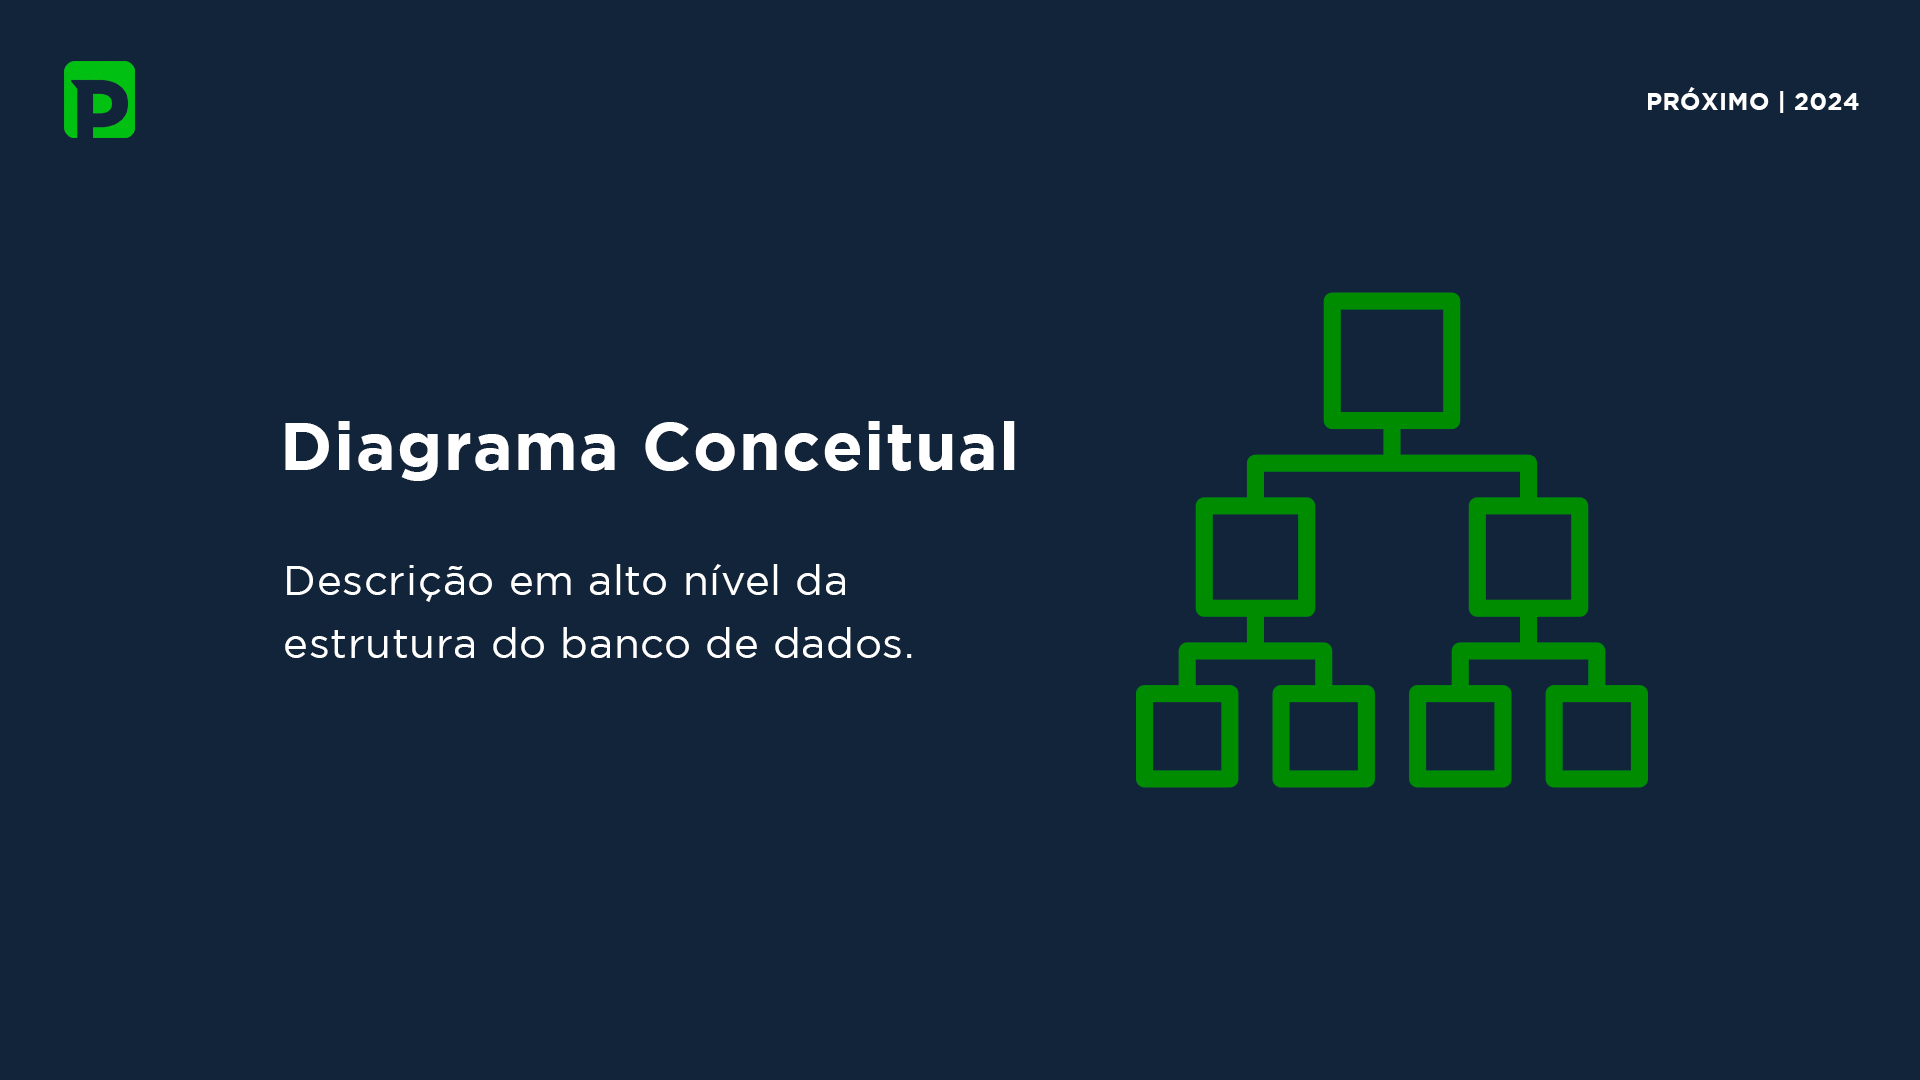 P
PRÓXIMO | 2024
Diagrama Conceitual
Descrição em alto nível da
estrutura do banco de dados.